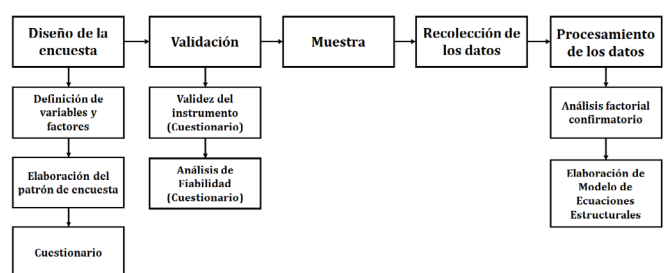 Diseño de la
encuesta
Validación
Muestra
Recolección de
los datos
Procesamiento
de los datos
Definición de
variables y
factores
Validez del
instrumento
(Cuestionario)
Análisis factorial
confirmatorio
Elaboración del
patrón de encuesta
Análisis de
Fiabilidad
(Cuestionario)
Elaboración de
Modelo de
Ecuaciones
Estructurales
Cuestionario